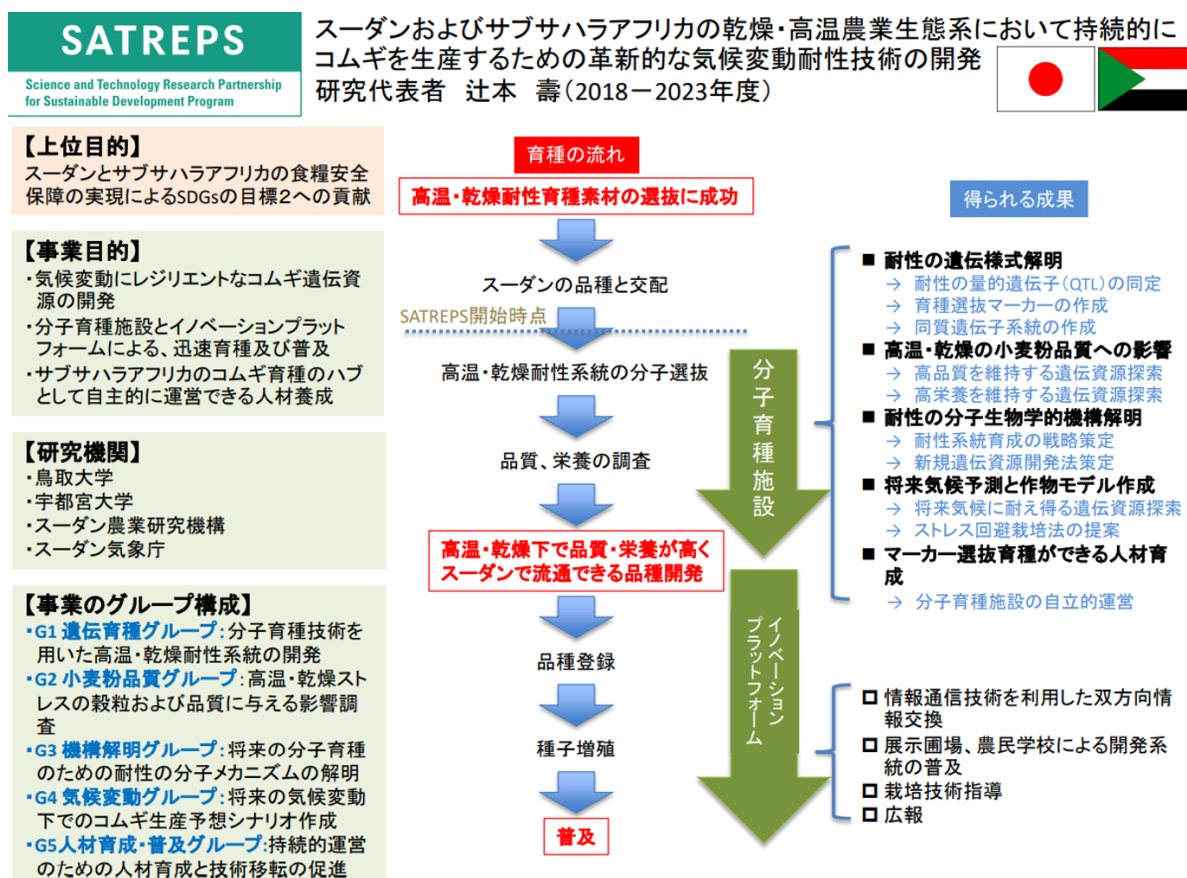 SATREPS
Science and Technology Research Partnership
for Sustainable Development Program
スーダンおよびサブサハラアフリカの乾燥・高温農業生態系において持続的に
コムギを生産するための革新的な気候変動耐性技術の開発
研究代表者 辻本 壽(2018－2023年度)
【上位目的】
スーダンとサブサハラアフリカの食糧安全
保障の実現によるSDGsの目標２への貢献
【事業目的】
・気候変動にレジリエントなコムギ遺伝資
源の開発
・分子育種施設とイノベーションプラット
フォームによる、迅速育種及び普及
・サブサハラアフリカのコムギ育種のハブ
として自主的に運営できる人材養成
【研究機関】
・鳥取大学
・宇都宮大学
・スーダン農業研究機構
・スーダン気象庁
【事業のグループ構成】
・G1 遺伝育種グループ：分子育種技術を
用いた高温・乾燥耐性系統の開発
・G2 小麦粉品質グループ：高温・乾燥スト
レスの穀粒および品質に与える影響調
査
・G3 機構解明グループ：将来の分子育種
のための耐性の分子メカニズムの解明
・G4 気候変動グループ：将来の気候変動
下でのコムギ生産予想シナリオ作成
・G5人材育成・普及グループ:持続的運営
のための人材育成と技術移転の促進
育種の流れ
高温・乾燥耐性育種素材の選抜に成功
スーダンの品種と交配
SATREPS開始時点
高温・乾燥耐性系統の分子選抜
品質、栄養の調査
高温・乾燥下で品質・栄養が高く
スーダンで流通できる品種開発
品種登録
種子増殖
普及
分子育種施設
イノベーション
プラットフォーム
得られる成果
■ 耐性の遺伝様式解明
→ 耐性の量的遺伝子(QTL)の同定
→ 育種選抜マーカーの作成
→ 同質遺伝子系統の作成
■ 高温・乾燥の小麦粉品質への影響
→ 高品質を維持する遺伝資源探索
→ 高栄養を維持する遺伝資源探索
■ 耐性の分子生物学的機構解明
→ 耐性系統育成の戦略策定
→ 新規遺伝資源開発法策定
■ 将来気候予測と作物モデル作成
→ 将来気候に耐え得る遺伝資源探索
→ ストレス回避栽培法の提案
■ マーカー選抜育種ができる人材育
成
→ 分子育種施設の自立的運営
□ 情報通信技術を利用した双方向情
報交換
□ 展示圃場、農民学校による開発系
統の普及
□ 栽培技術指導
□ 広報